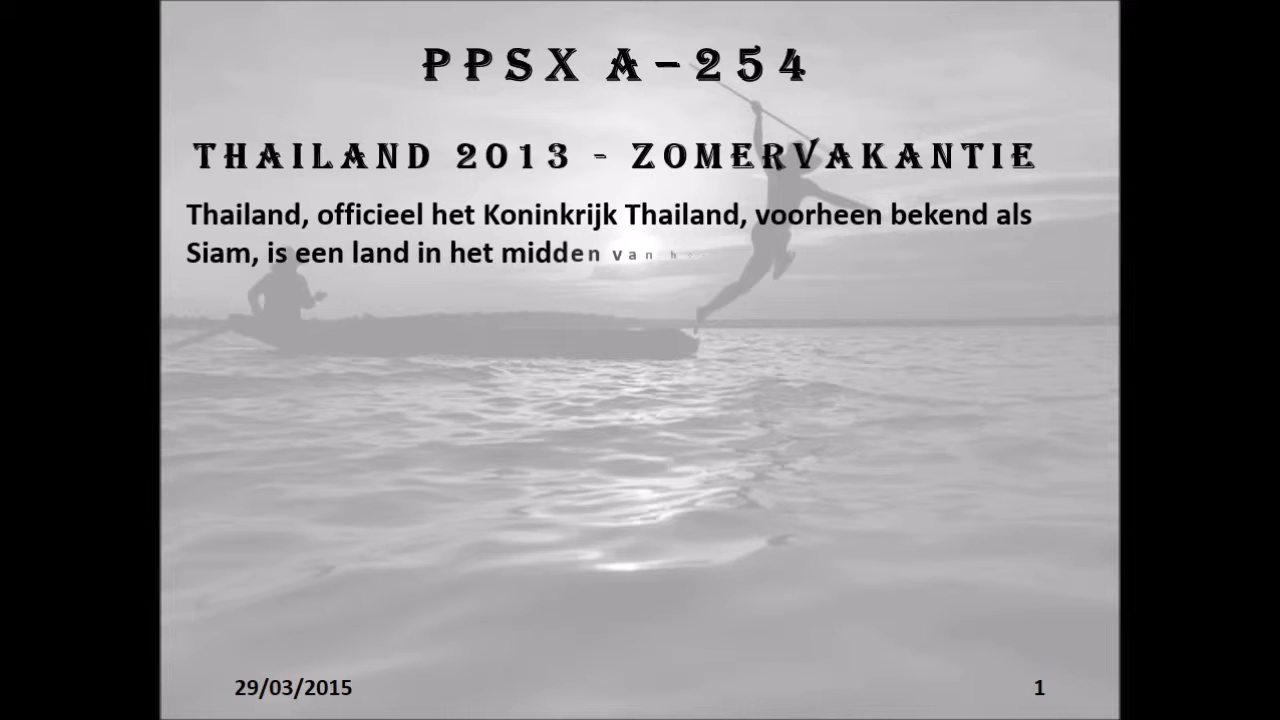 PPSX A-254
THAILAND 2013 - ZOMERVAKANTIE
Thailand, officieel het Koninkrijk Thailand, voorheen bekend als
Siam, is een land in het midden van
29/03/2015
1